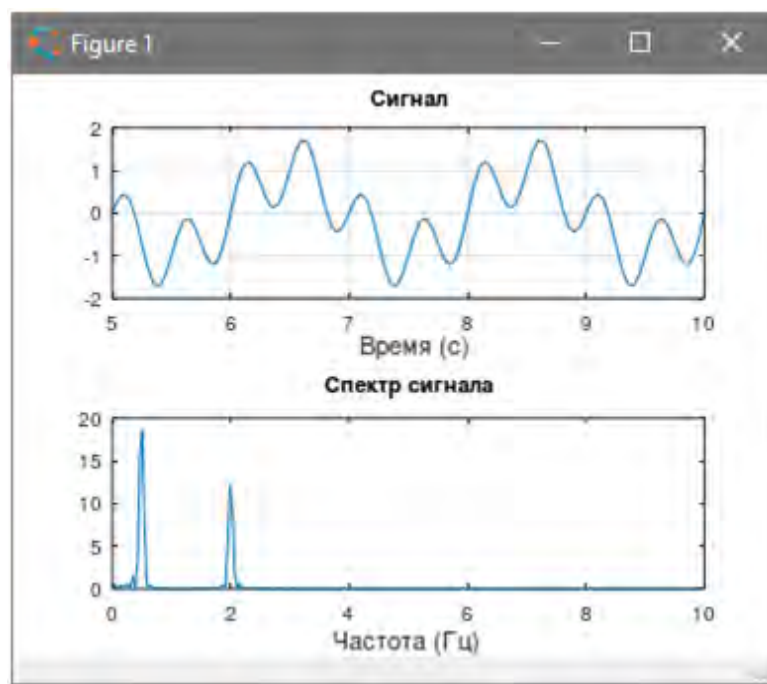 Figure 1
Сигнал
2
1
0
-1
-2
5 6 7 8 9 10
Время (с)
Спектр сигнала
20
15
10
5
0
0 2 4 6 8 10
Частота (Гц)